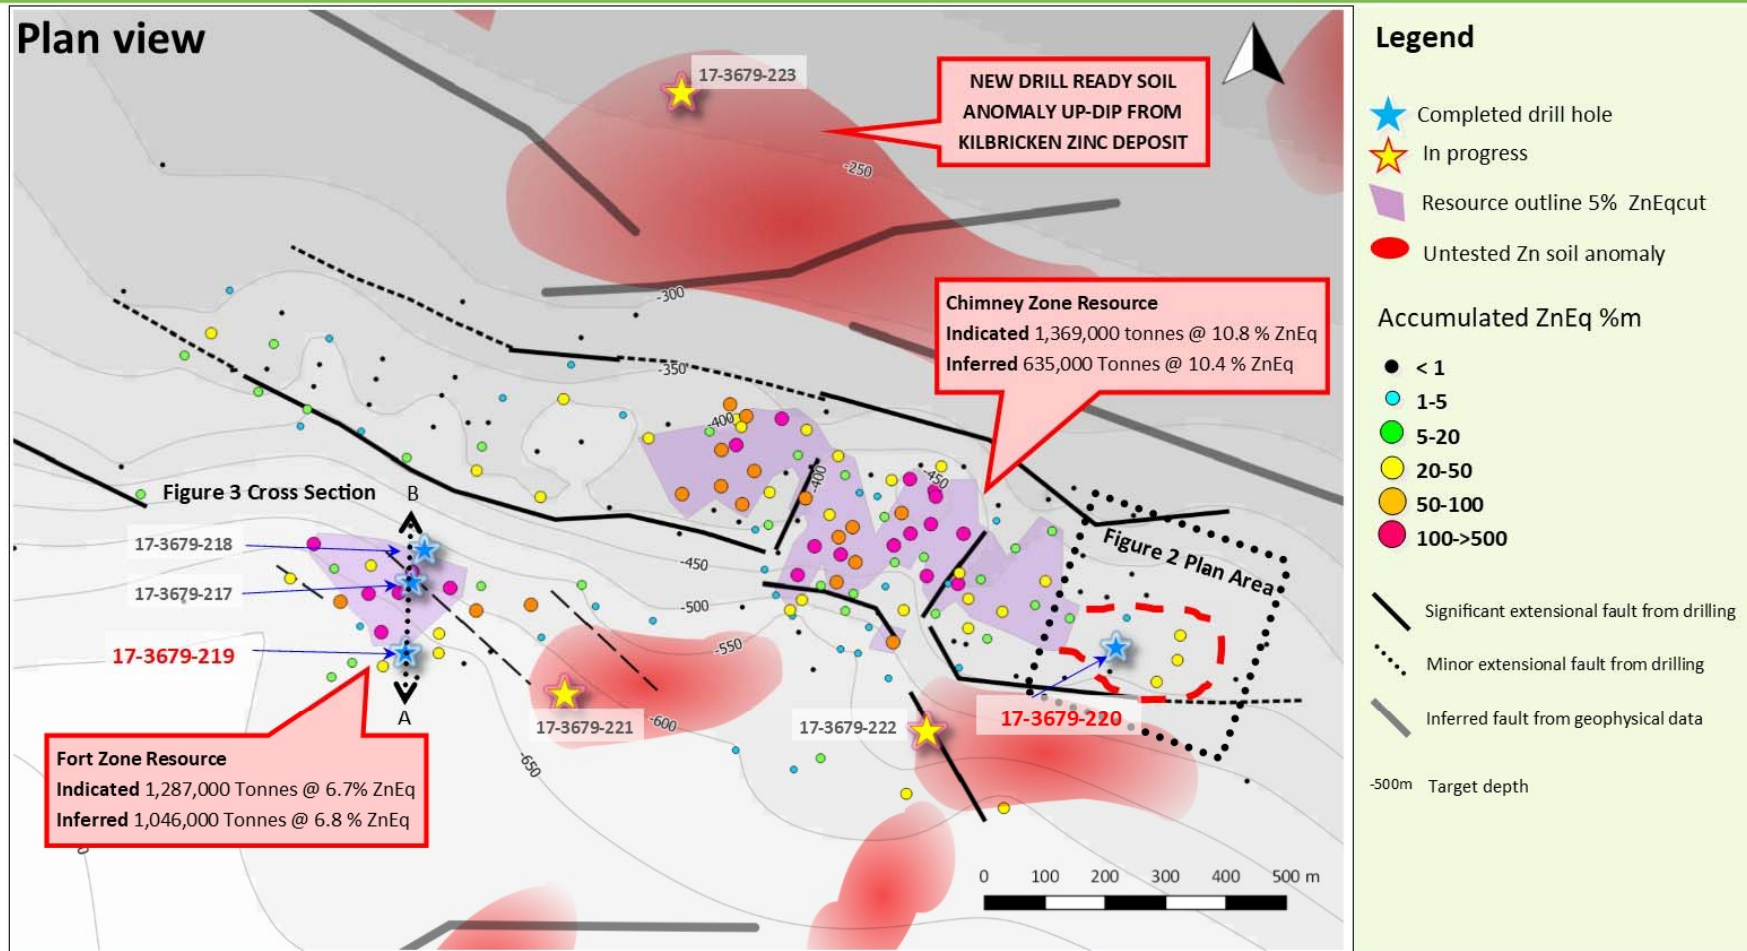 Plan view
17-3679-223
NEW DRILL READY SOIL
ANOMALY UP-DIP FROM
KILBRICKEN ZINC DEPOSIT
-250
-300
Chimney Zone Resource
Indicated 1,369,000 tonnes @ 10.8 % ZnEq
Inferred 635,000 Tonnes @ 10.4 % ZnEq
-350
-400
-400
-450
Figure 3 Cross Section
B
17-3679-218
17-3679-217
17-3679-219
A
-450
-500
-550
-600
-650
Figure 2 Plan Area
17-3679-220
17-3679-221
17-3679-222
Fort Zone Resource
Indicated 1,287,000 Tonnes @ 6.7% ZnEq
Inferred 1,046,000 Tonnes @ 6.8 % ZnEq
0 100 200 300 400 500 m
Legend
Completed drill hole
In progress
Resource outline 5% ZnEqcut
Untested Zn soil anomaly
Accumulated ZnEq %m
< 1
1-5
5-20
20-50
50-100
100->500
Significant extensional fault from drilling
Minor extensional fault from drilling
Inferred fault from geophysical data
-500m Target depth